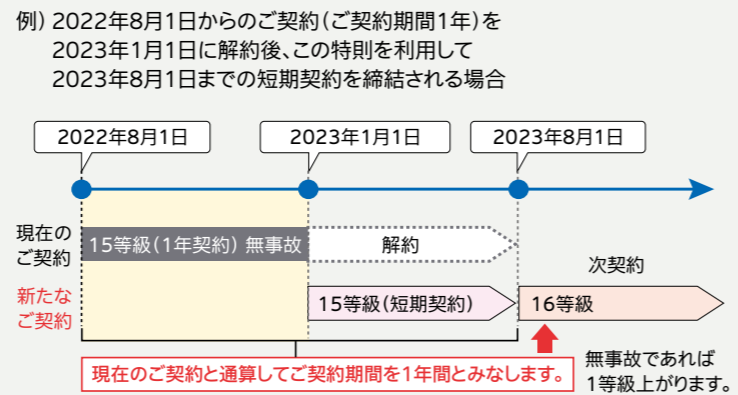 例）2022年8月1日からのご契約（ご契約期間1年）を
2023年1月1日に解約後、この特則を利用して
2023年8月1日までの短期契約を締結される場合
2022年8月1日
2023年1月1日
2023年8月1日
現在の
ご契約
15等級（1年契約）無事故
解約
次契約
新たな
ご契約
15等級（短期契約）
16等級
現在のご契約と通算してご契約期間を1年間とみなします。
無事故であれば
1等級上がります。